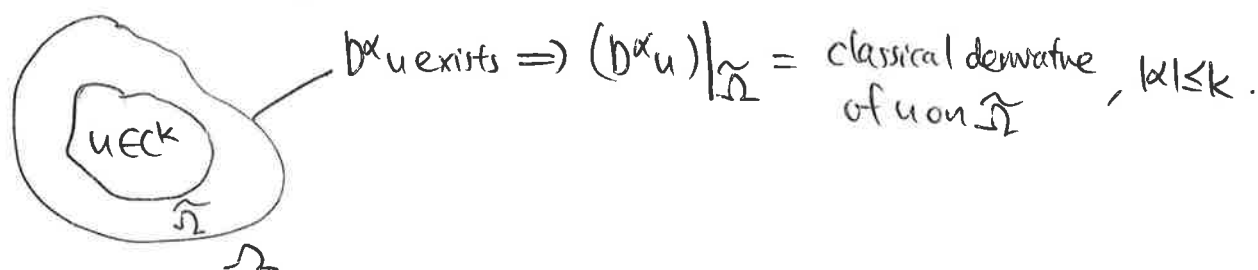 D^α u exists ⇒ (D^α u)|_Ω̃ = classical derivative of u on Ω̃, |α| ≤ k.
u ∈ C^k
Ω̃
Ω